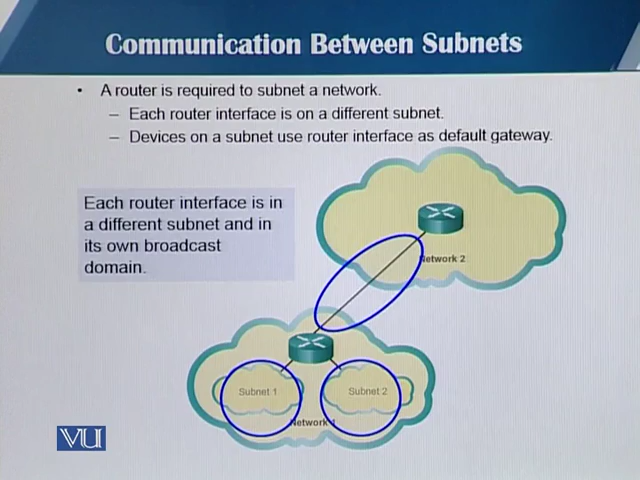 Communication Between Subnets
• A router is required to subnet a network.
– Each router interface is on a different subnet.
– Devices on a subnet use router interface as default gateway.
Each router interface is in
a different subnet and in
its own broadcast
domain.
Network 2
Subnet 1
Subnet 2
Network
VU